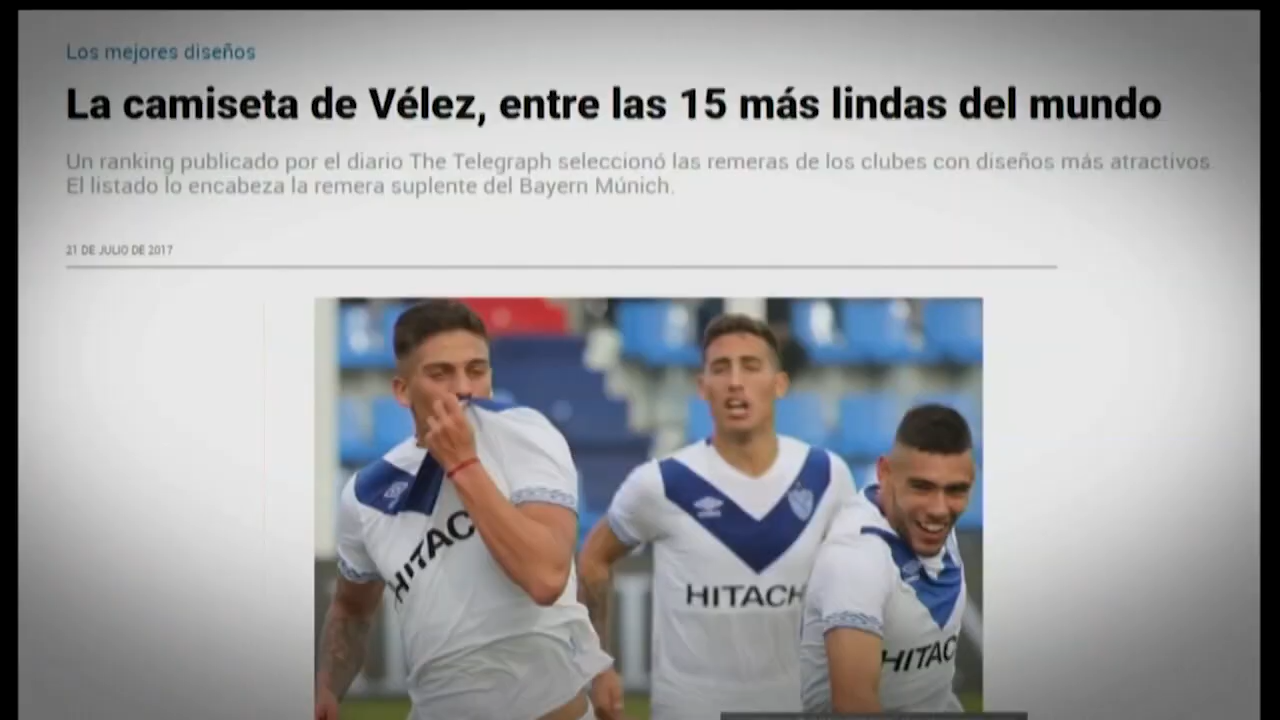 Los mejores diseños
La camiseta de Vélez, entre las 15 más lindas del mundo
Un ranking publicado por el diario The Telegraph seleccionó las remeras de los clubes con diseños más atractivos.
El listado lo encabeza la remera suplente del Bayern Múnich.
21 DE JULIO DE 2017
HITAC
HITACH
HITAC